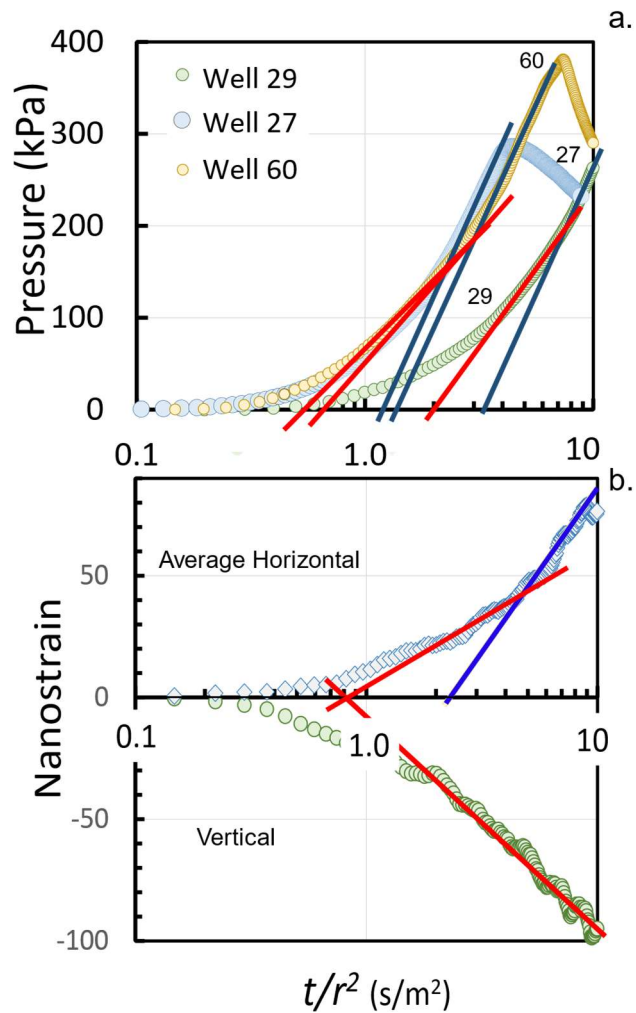 a.
400
300
200
100
0
Pressure (kPa)
Well 29
Well 27
Well 60
60
27
29
0.1
1.0
10
b.
Average Horizontal
50
0
Nanostrain
0.1
1.0
10
-50
Vertical
-100
t/r² (s/m²)